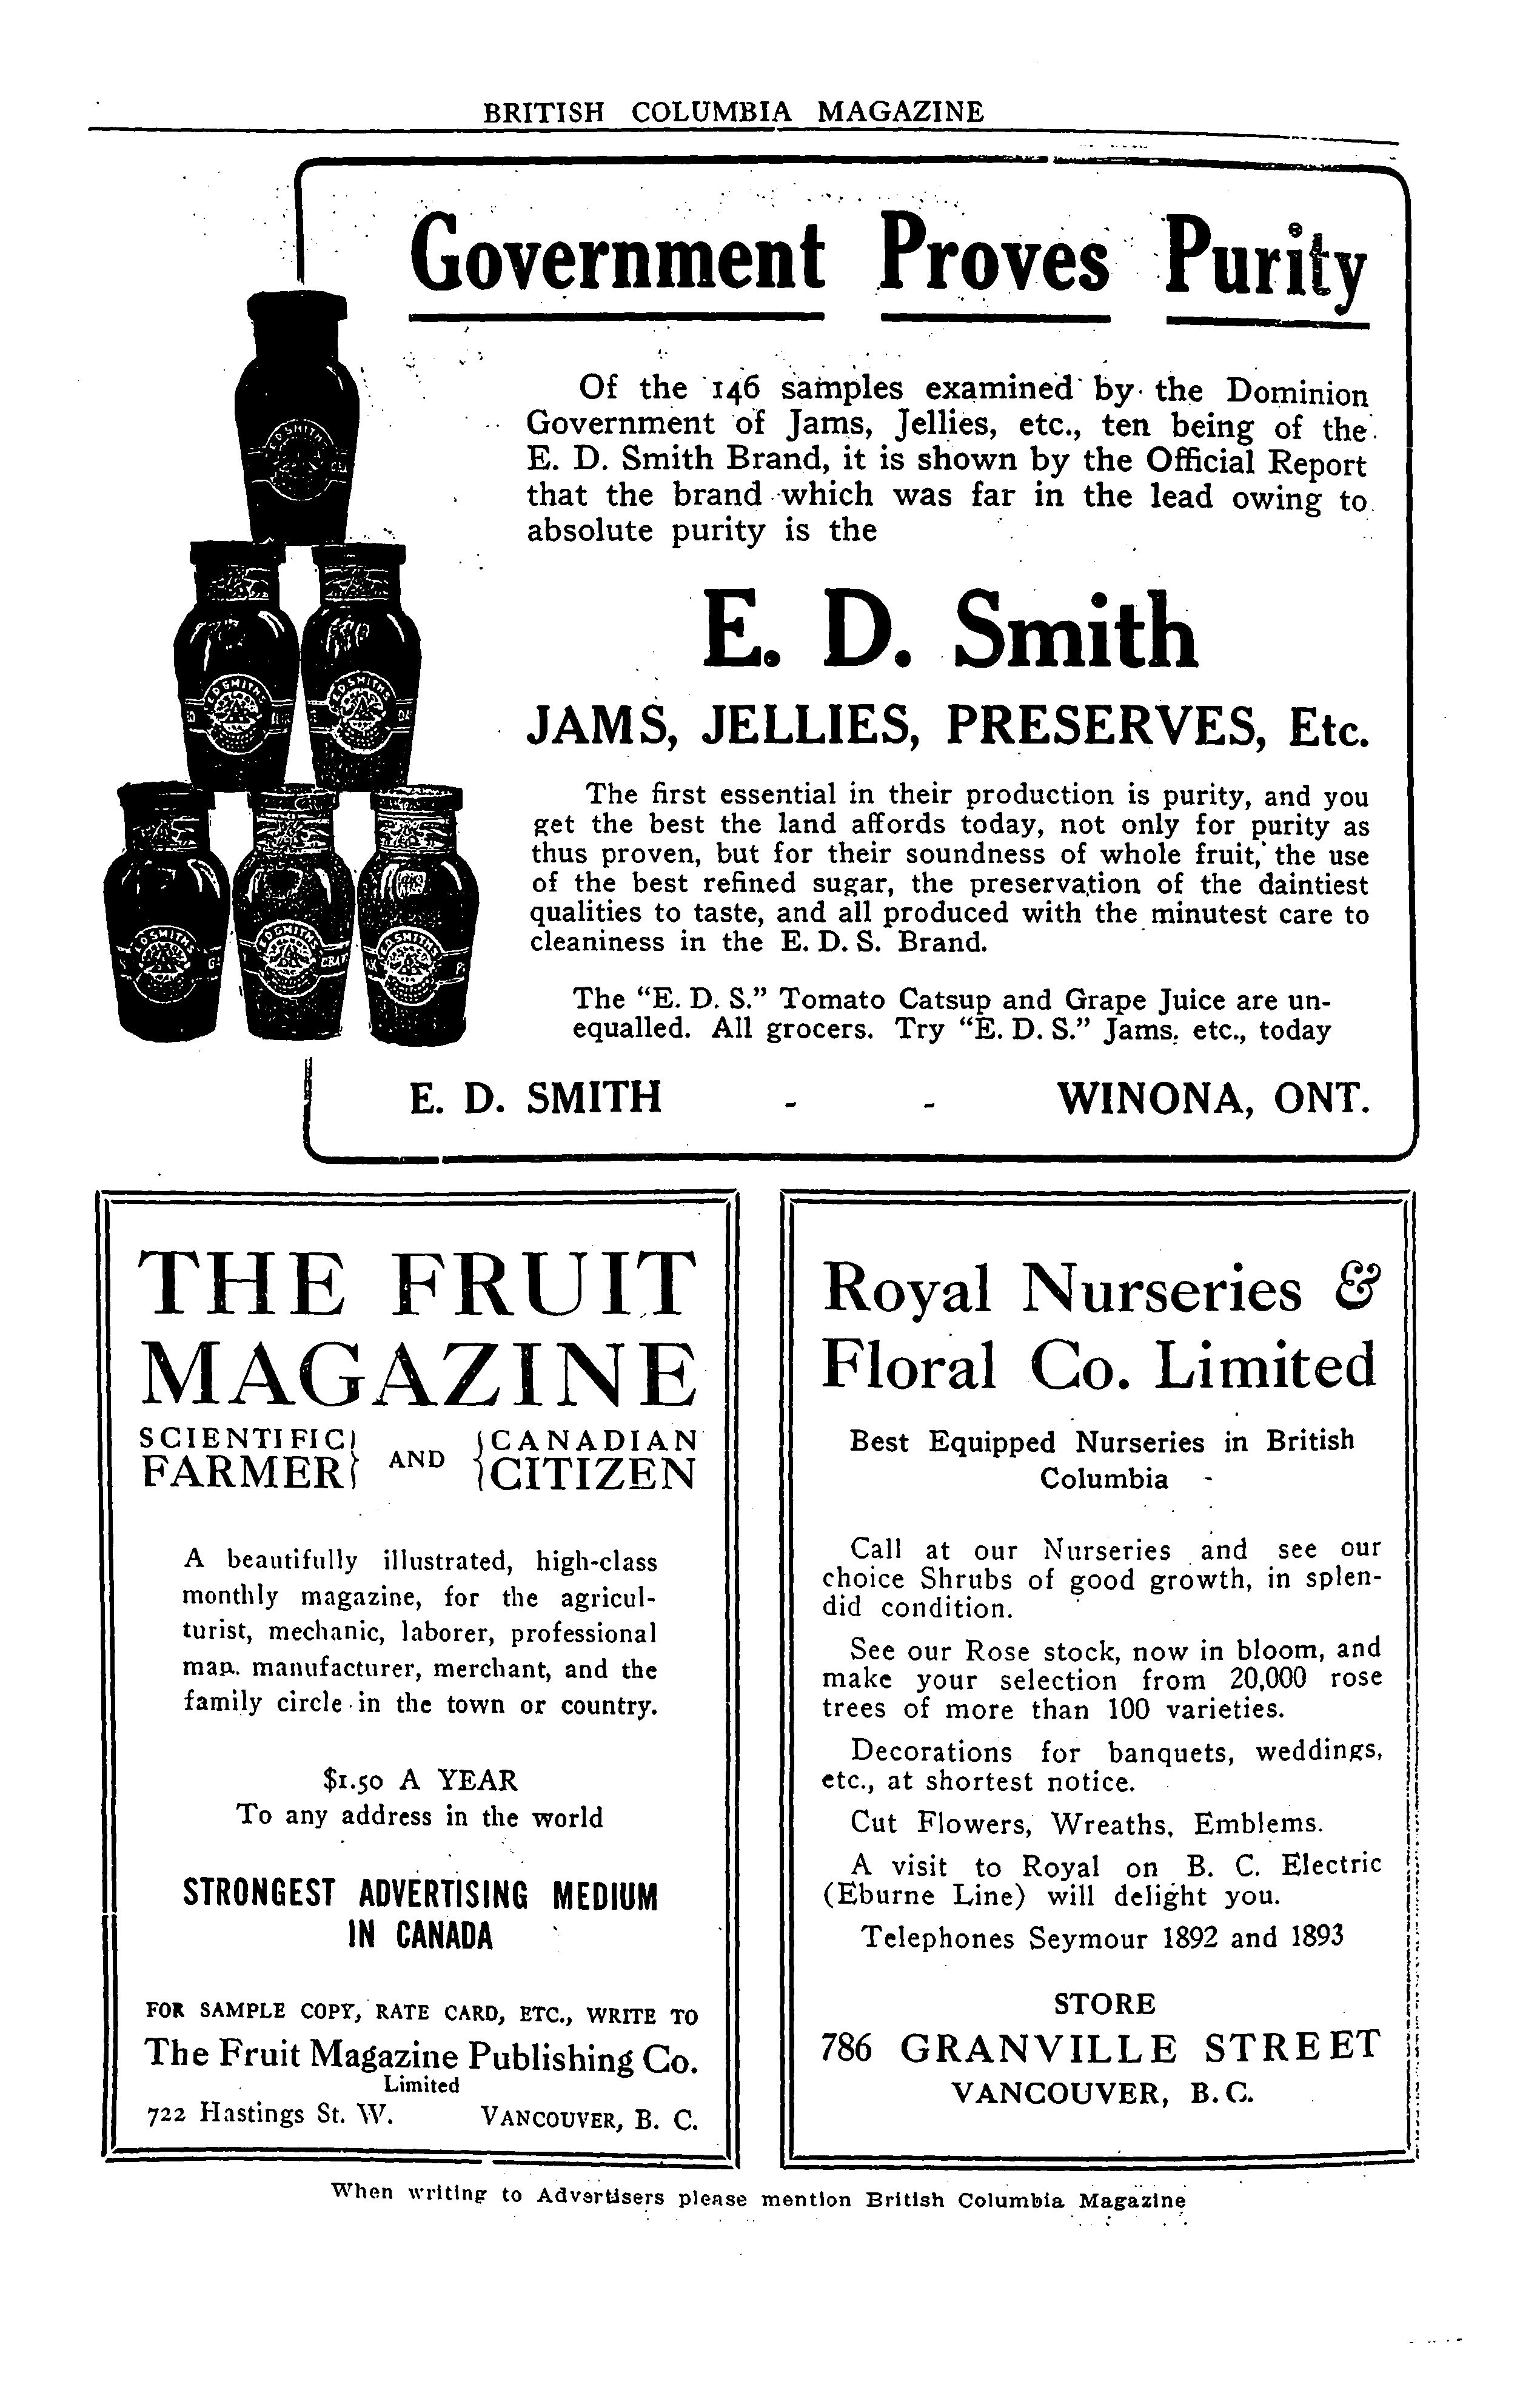 BRITISH COLUMBIA MAGAZINE
Government Proves Purity
Of the 146 samples examined by the Dominion
Government of Jams, Jellies, etc., ten being of the
E. D. Smith Brand, it is shown by the Official Report
that the brand which was far in the lead owing to
absolute purity is the
E. D. Smith
JAMS, JELLIES, PRESERVES, Etc.
The first essential in their production is purity, and you
get the best the land affords today, not only for purity as
thus proven, but for their soundness of whole fruit, the use
of the best refined sugar, the preservation of the daintiest
qualities to taste, and all produced with the minutest care to
cleaniness in the E. D. S. Brand.
The "E. D. S." Tomato Catsup and Grape Juice are un-
equalled. All grocers. Try "E. D. S." Jams, etc., today
E. D. SMITH - - WINONA, ONT.
E.D.SMITH
E.D.SMITHS
E.D.SMITHS
E.D.SMITHS
E.D.SMITHS
E.D.SMITHS
THE FRUIT
MAGAZINE
SCIENTIFIC
FARMER} AND {CANADIAN
CITIZEN
A beautifully illustrated, high-class
monthly magazine, for the agricul-
turist, mechanic, laborer, professional
man, manufacturer, merchant, and the
family circle in the town or country.
$1.50 A YEAR
To any address in the world
STRONGEST ADVERTISING MEDIUM
IN CANADA
FOR SAMPLE COPY, RATE CARD, ETC., WRITE TO
The Fruit Magazine Publishing Co.
Limited
722 Hastings St. W. VANCOUVER, B. C.
Royal Nurseries &
Floral Co. Limited
Best Equipped Nurseries in British
Columbia -
Call at our Nurseries and see our
choice Shrubs of good growth, in splen-
did condition.
See our Rose stock, now in bloom, and
make your selection from 20,000 rose
trees of more than 100 varieties.
Decorations for banquets, weddings,
etc., at shortest notice.
Cut Flowers, Wreaths, Emblems.
A visit to Royal on B. C. Electric
(Eburne Line) will delight you.
Telephones Seymour 1892 and 1893
STORE
786 GRANVILLE STREET
VANCOUVER, B.C.
When writing to Advertisers please mention British Columbia Magazine